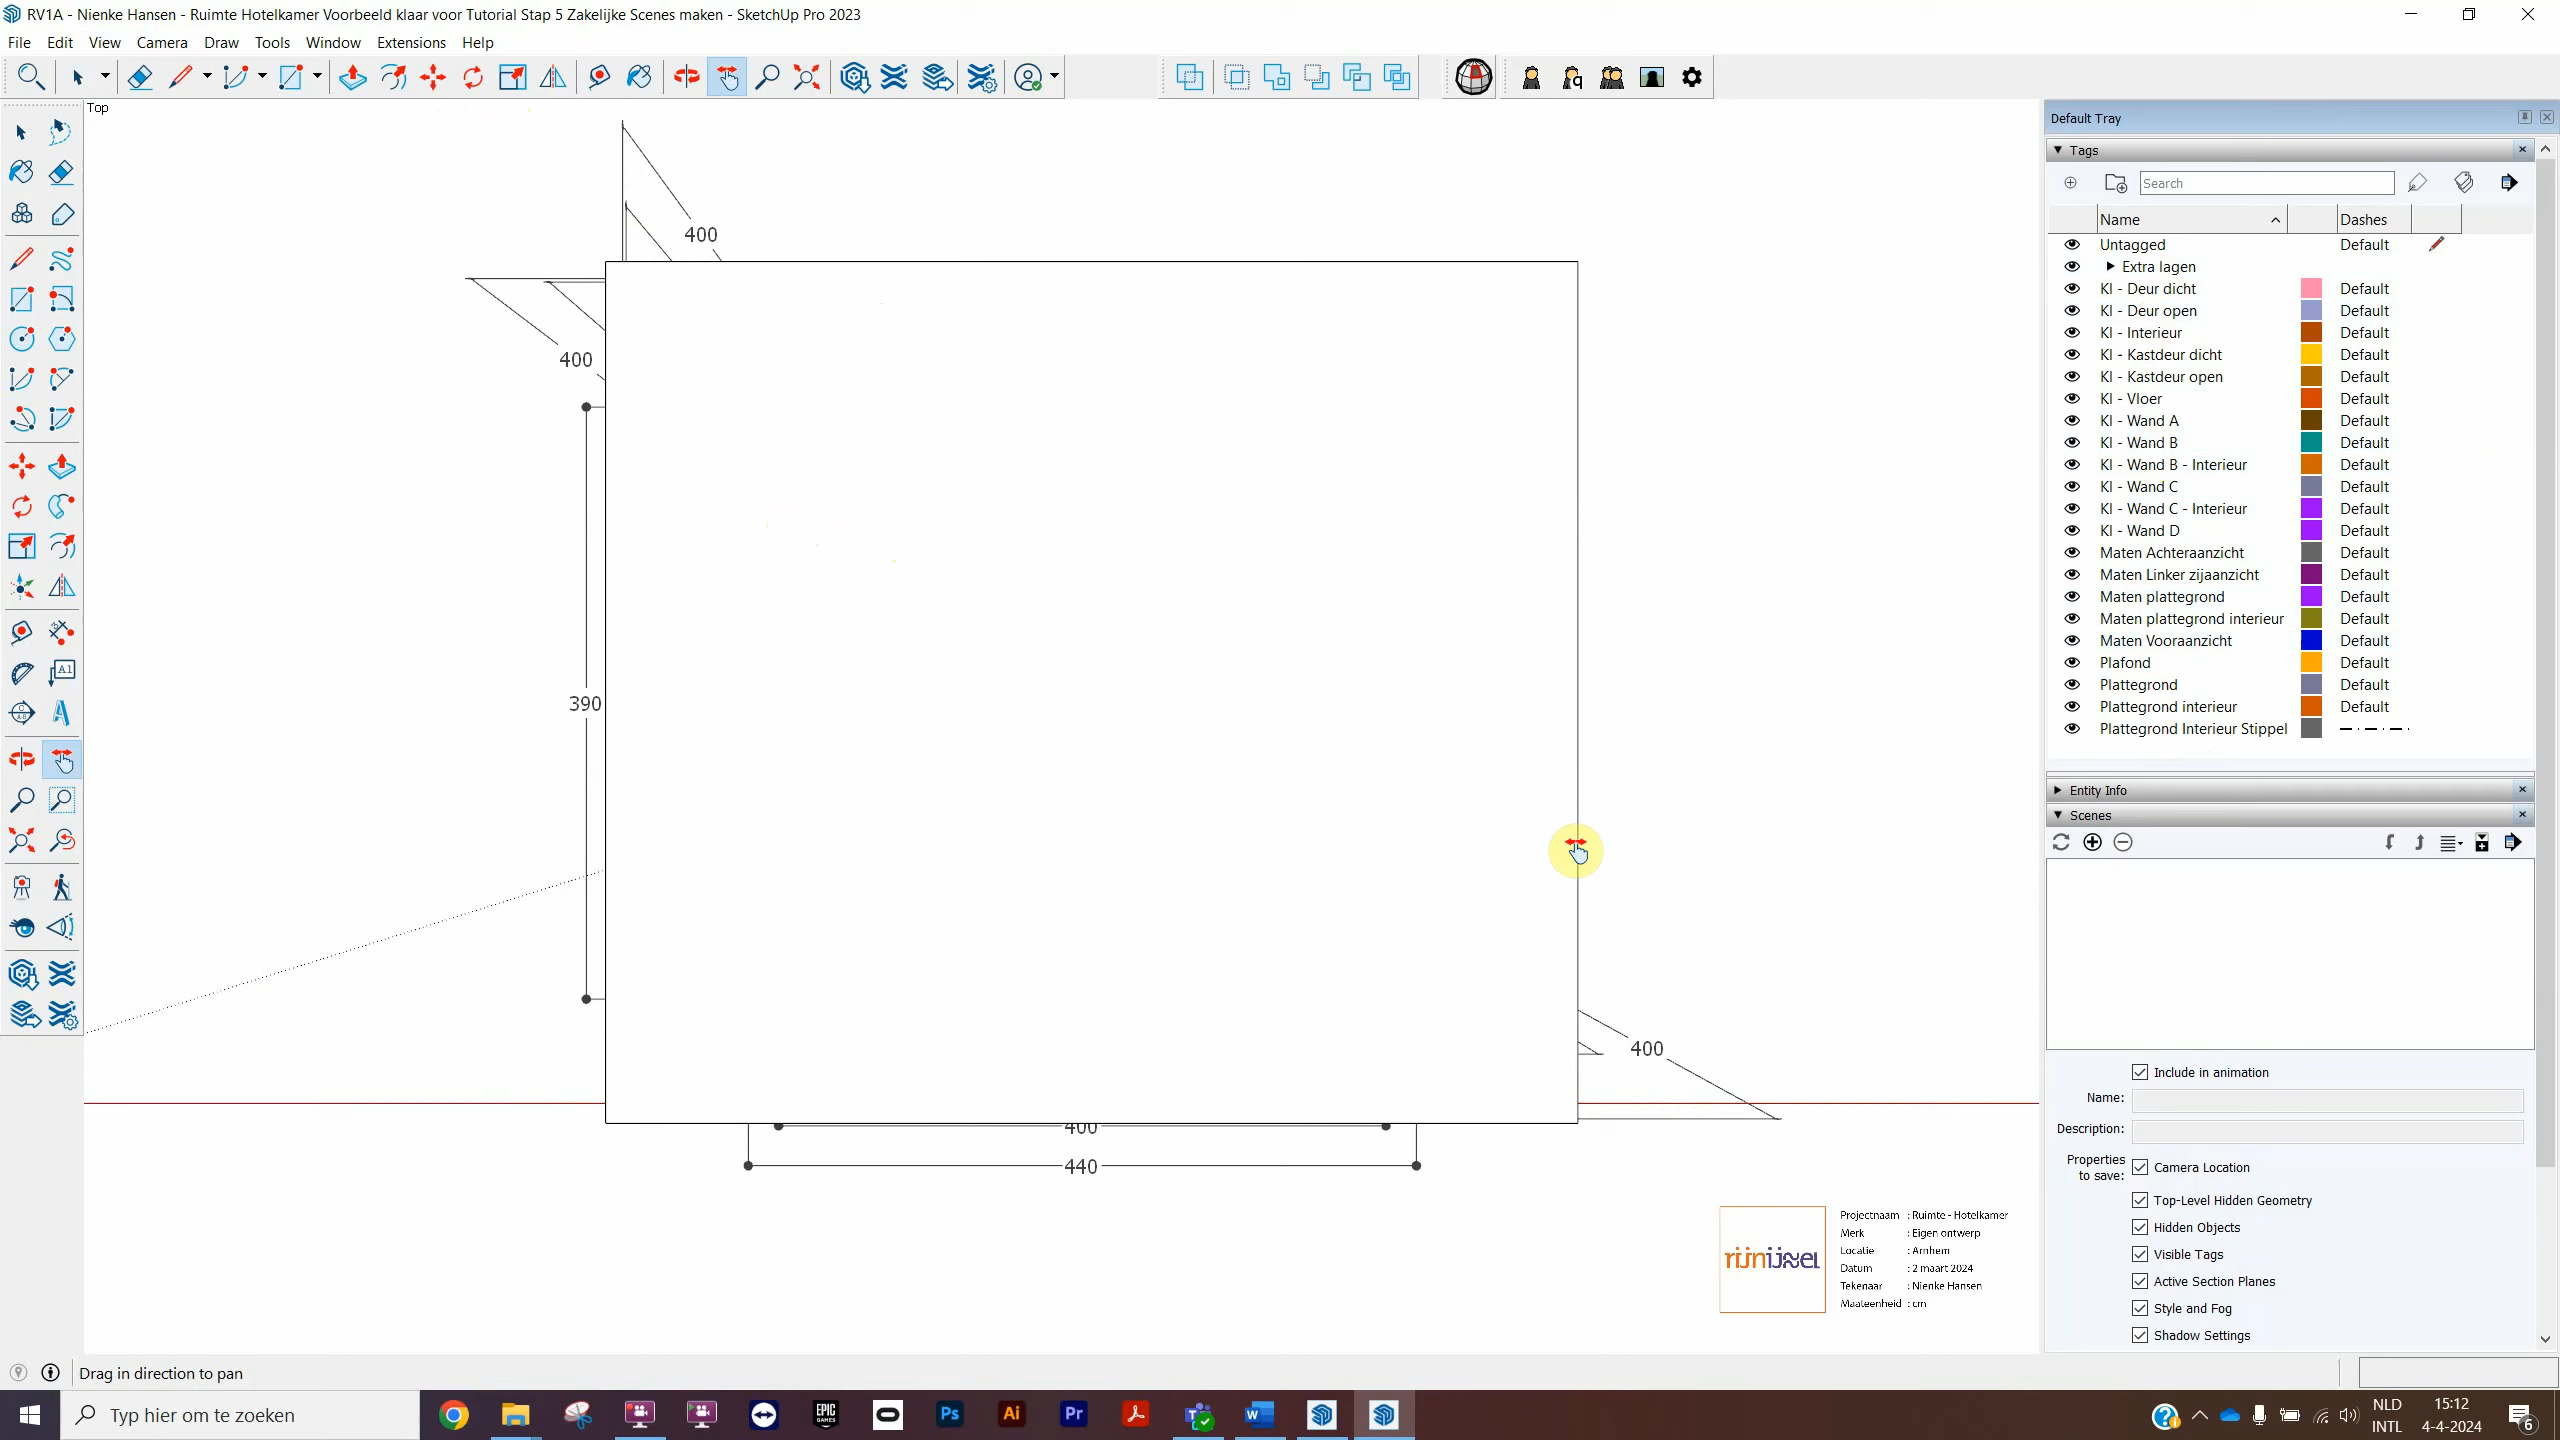 RV1A - Nienke Hansen - Ruimte Hotelkamer Voorbeeld klaar voor Tutorial Stap 5 Zakelijke Scenes maken - SketchUp Pro 2023
File Edit View Camera Draw Tools Window Extensions Help
Top
Default Tray
Tags
Search
Name Dashes
Untagged Default
Extra lagen
KI - Deur dicht Default
KI - Deur open Default
KI - Interieur Default
KI - Kastdeur dicht Default
KI - Kastdeur open Default
KI - Vloer Default
KI - Wand A Default
KI - Wand B Default
KI - Wand B - Interieur Default
KI - Wand C Default
KI - Wand C - Interieur Default
KI - Wand D Default
Maten Achteraanzicht Default
Maten Linker zijaanzicht Default
Maten plattegrond Default
Maten plattegrond interieur Default
Maten Vooraanzicht Default
Plafond Default
Plattegrond Default
Plattegrond interieur Default
Plattegrond Interieur Stippel
Entity Info
Scenes
Include in animation
Name:
Description:
Properties to save:
Camera Location
Top-Level Hidden Geometry
Hidden Objects
Visible Tags
Active Section Planes
Style and Fog
Shadow Settings
400
400
390
400
400
440
rijnijssel
Projectnaam : Ruimte - Hotelkamer
Merk : Eigen ontwerp
Locatie : Arnhem
Datum : 2 maart 2024
Tekenaar : Nienke Hansen
Maateenheid : cm
A1
Drag in direction to pan
Typ hier om te zoeken
EPIC GAMES
Ps
Ai
Pr
NLD
INTL
15:12
4-4-2024
6